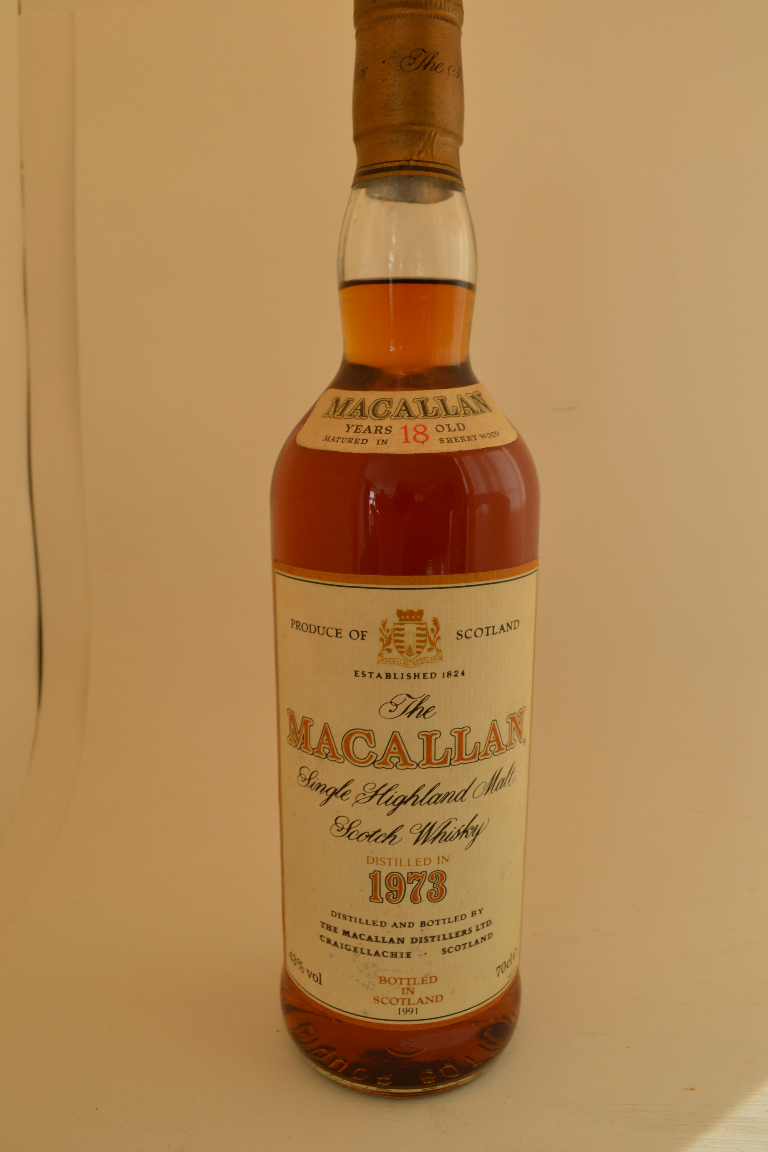 The
MACALLAN
YEARS 18 OLD
MATURED IN SHERRY WOOD
PRODUCE OF SCOTLAND
ESTABLISHED 1824
The
MACALLAN
Single Highland Malt
Scotch Whisky
DISTILLED IN
1973
DISTILLED AND BOTTLED BY
THE MACALLAN DISTILLERS LTD.
CRAIGELLACHIE · SCOTLAND
43% vol 70cl
BOTTLED
IN
SCOTLAND
1991